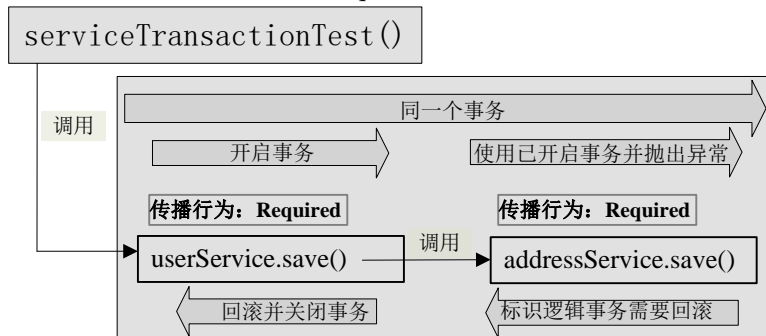 serviceTransactionTest()
调用
同一个事务
开启事务
使用已开启事务并抛出异常
传播行为：Required
传播行为：Required
userService.save()
调用
addressService.save()
回滚并关闭事务
标识逻辑事务需要回滚